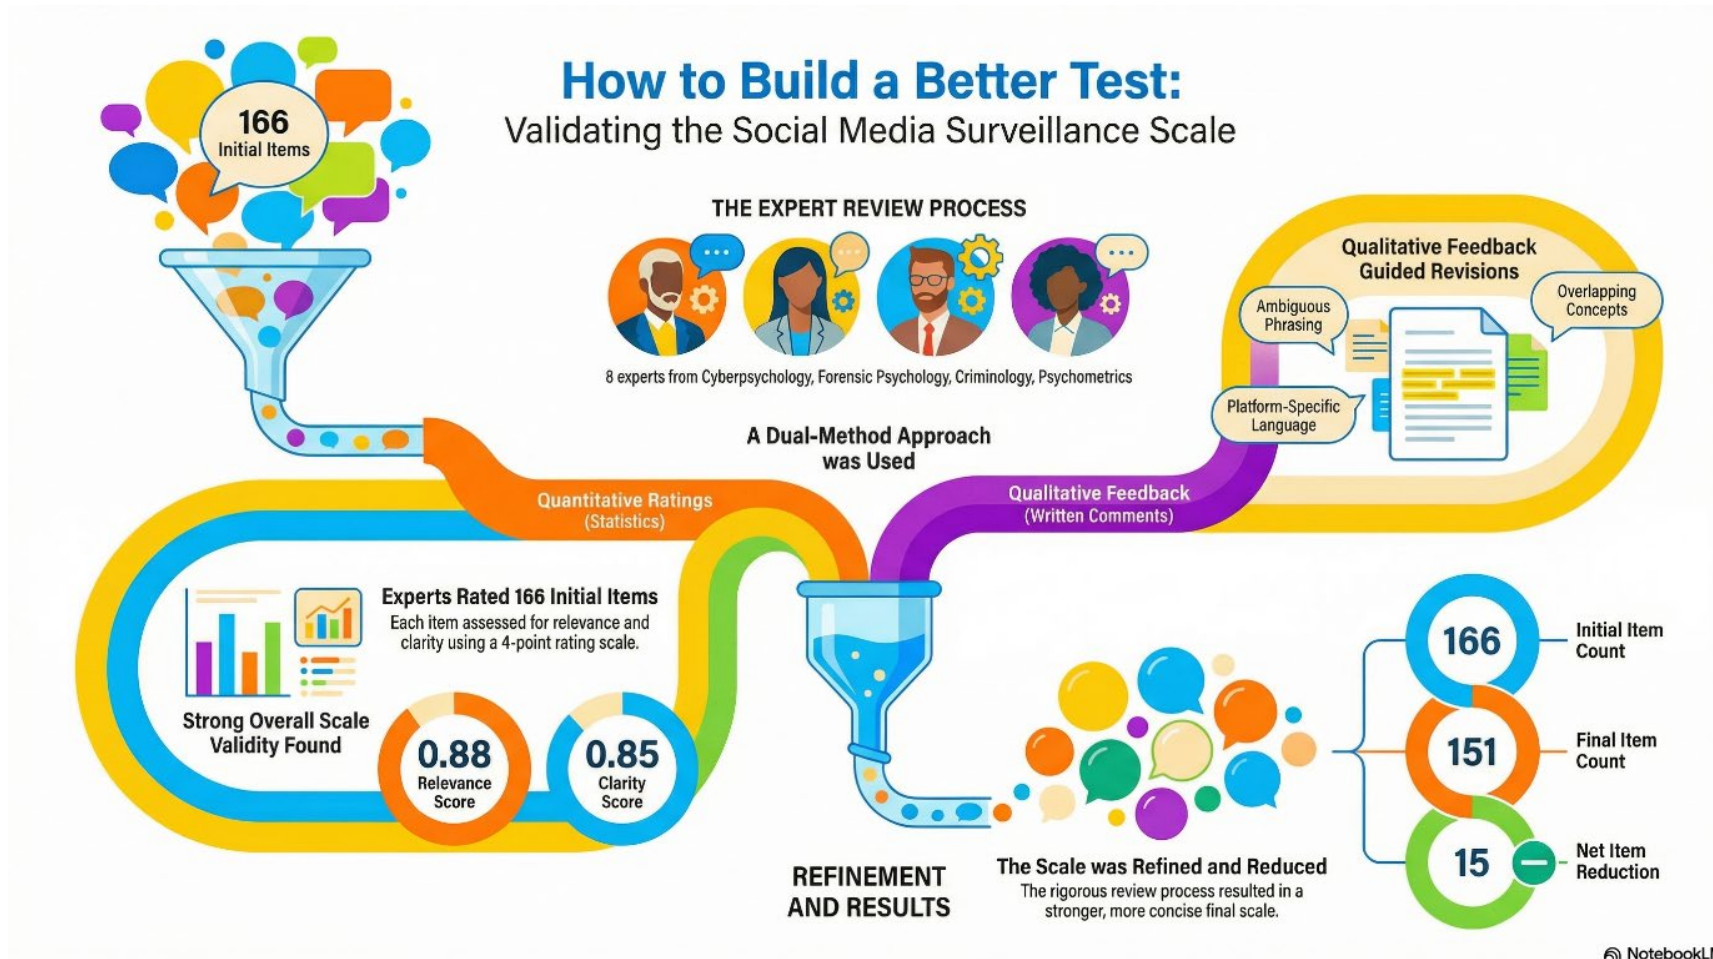 How to Build a Better Test:
Validating the Social Media Surveillance Scale
166
Initial Items
THE EXPERT REVIEW PROCESS
8 experts from Cyberpsychology, Forensic Psychology, Criminology, Psychometrics
A Dual-Method Approach
was Used
Quantitative Ratings
(Statistics)
Qualitative Feedback
(Written Comments)
Qualitative Feedback
Guided Revisions
Ambiguous
Phrasing
Overlapping
Concepts
Platform-Specific
Language
Experts Rated 166 Initial Items
Each item assessed for relevance and
clarity using a 4-point rating scale.
Strong Overall Scale
Validity Found
0.88
Relevance
Score
0.85
Clarity
Score
REFINEMENT
AND RESULTS
The Scale was Refined and Reduced
The rigorous review process resulted in a
stronger, more concise final scale.
166
Initial Item
Count
151
Final Item
Count
15
Net Item
Reduction